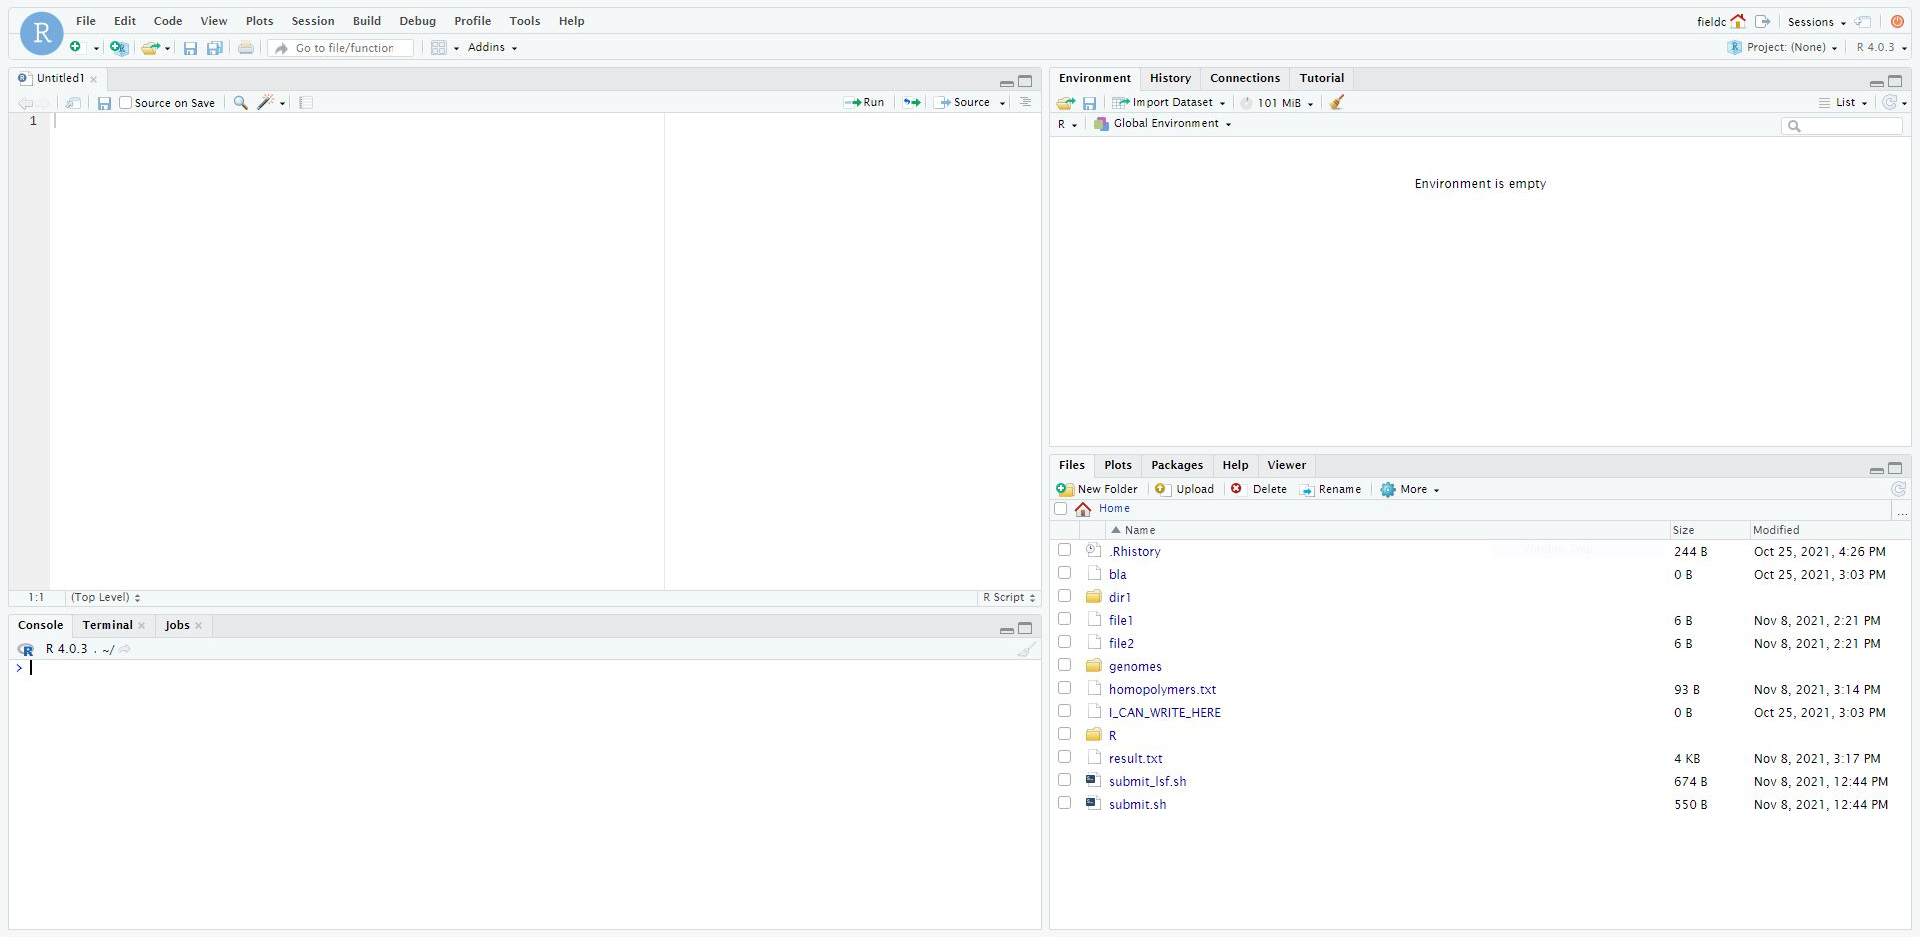 R File Edit Code View Plots Session Build Debug Profile Tools Help
fieldc Sessions
Go to file/function Addins
Project: (None) R 4.0.3
Untitled1
Source on Save Run Source
1
1:1 (Top Level) R Script
Console Terminal Jobs
R 4.0.3 . ~/
>
Environment History Connections Tutorial
Import Dataset 101 MiB List
R Global Environment
Environment is empty
Files Plots Packages Help Viewer
New Folder Upload Delete Rename More
Home ...
Name Size Modified
.Rhistory 244 B Oct 25, 2021, 4:26 PM
bla 0 B Oct 25, 2021, 3:03 PM
dir1
file1 6 B Nov 8, 2021, 2:21 PM
file2 6 B Nov 8, 2021, 2:21 PM
genomes
homopolymers.txt 93 B Nov 8, 2021, 3:14 PM
I_CAN_WRITE_HERE 0 B Oct 25, 2021, 3:03 PM
R
result.txt 4 KB Nov 8, 2021, 3:17 PM
submit_lsf.sh 674 B Nov 8, 2021, 12:44 PM
submit.sh 550 B Nov 8, 2021, 12:44 PM